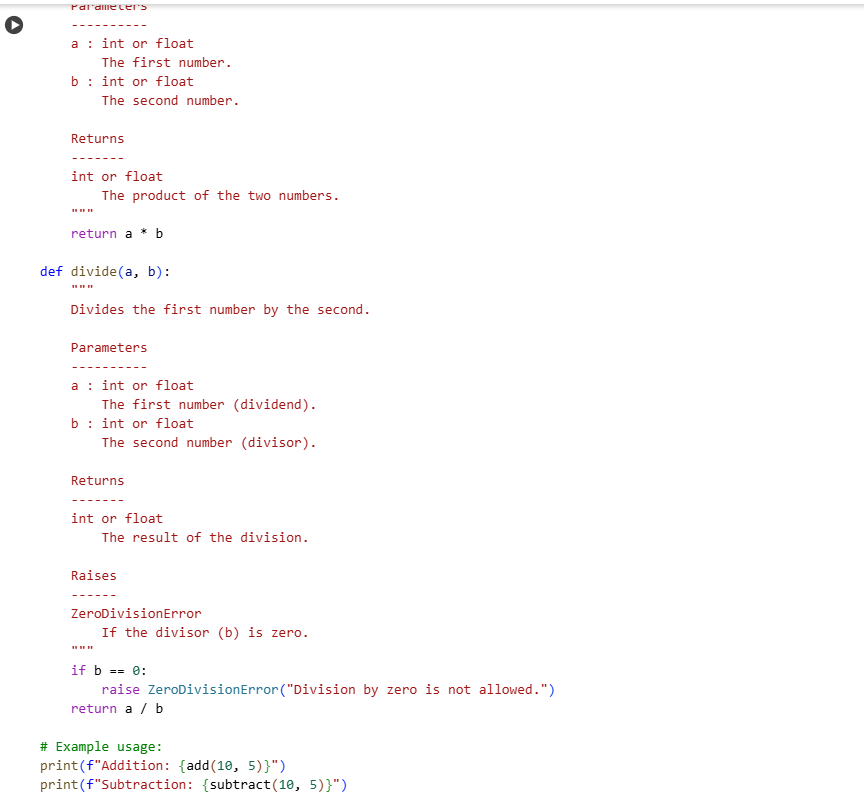 Parameters
----------
a : int or float
    The first number.
b : int or float
    The second number.

Returns
-------
int or float
    The product of the two numbers.
"""
return a * b

def divide(a, b):
    """
    Divides the first number by the second.

    Parameters
    ----------
    a : int or float
        The first number (dividend).
    b : int or float
        The second number (divisor).

    Returns
    -------
    int or float
        The result of the division.

    Raises
    ------
    ZeroDivisionError
        If the divisor (b) is zero.
    """
    if b == 0:
        raise ZeroDivisionError("Division by zero is not allowed.")
    return a / b

# Example usage:
print(f"Addition: {add(10, 5)}")
print(f"Subtraction: {subtract(10, 5)}")